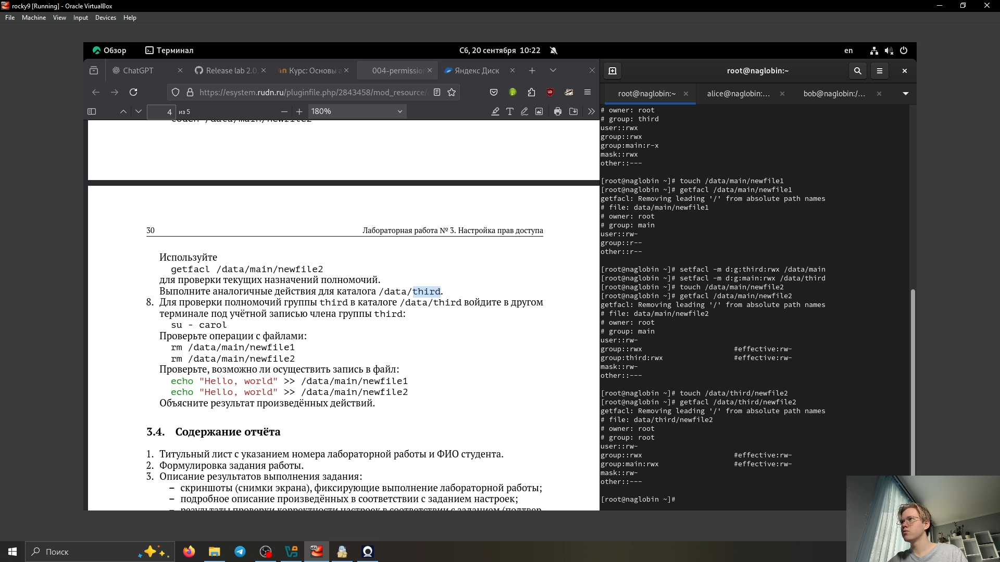 rocky9 [Running] - Oracle VirtualBox
File Machine View Input Devices Help
Обзор Терминал Сб, 20 сентября 10:22 en
ChatGPT Release lab 2.0. Курс: Основы а 004-permission Яндекс Диск
https://esystem.rudn.ru/pluginfile.php/2843458/mod_resource/
4 из 5 180%
touch /data/main/newfile2
30 Лабораторная работа № 3. Настройка прав доступа
Используйте
getfacl /data/main/newfile2
для проверки текущих назначений полномочий.
Выполните аналогичные действия для каталога /data/third.
8. Для проверки полномочий группы third в каталоге /data/third войдите в другом
терминале под учётной записью члена группы third:
su - carol
Проверьте операции с файлами:
rm /data/main/newfile1
rm /data/main/newfile2
Проверьте, возможно ли осуществить запись в файл:
echo "Hello, world" >> /data/main/newfile1
echo "Hello, world" >> /data/main/newfile2
Объясните результат произведённых действий.
3.4. Содержание отчёта
1. Титульный лист с указанием номера лабораторной работы и ФИО студента.
2. Формулировка задания работы.
3. Описание результатов выполнения задания:
– скриншоты (снимки экрана), фиксирующие выполнение лабораторной работы;
– подробное описание произведённых в соответствии с заданием настроек;
– результаты проверки корректности настроек в соответствии с заданием (подтвер
root@naglobin:~
root@naglobin:~ alice@naglobin:... bob@naglobin:/...
# owner: root
# group: third
user::rwx
group::rwx
group:main:r-x
mask::rwx
other::---
[root@naglobin ~]# touch /data/main/newfile1
[root@naglobin ~]# getfacl /data/main/newfile1
getfacl: Removing leading '/' from absolute path names
# file: data/main/newfile1
# owner: root
# group: main
user::rw-
group::r--
other::r--
[root@naglobin ~]# setfacl -m d:g:third:rwx /data/main
[root@naglobin ~]# setfacl -m d:g:main:rwx /data/third
[root@naglobin ~]# touch /data/main/newfile2
[root@naglobin ~]# getfacl /data/main/newfile2
getfacl: Removing leading '/' from absolute path names
# file: data/main/newfile2
# owner: root
# group: main
user::rw-
group::rwx #effective:rw-
group:third:rwx #effective:rw-
mask::rw-
other::---
[root@naglobin ~]# touch /data/third/newfile2
[root@naglobin ~]# getfacl /data/third/newfile2
getfacl: Removing leading '/' from absolute path names
# file: data/third/newfile2
# owner: root
# group: root
user::rw-
group::rwx #effective:rw-
group:main:rwx #effective:rw-
mask::rw-
other::---
[root@naglobin ~]#
Поиск